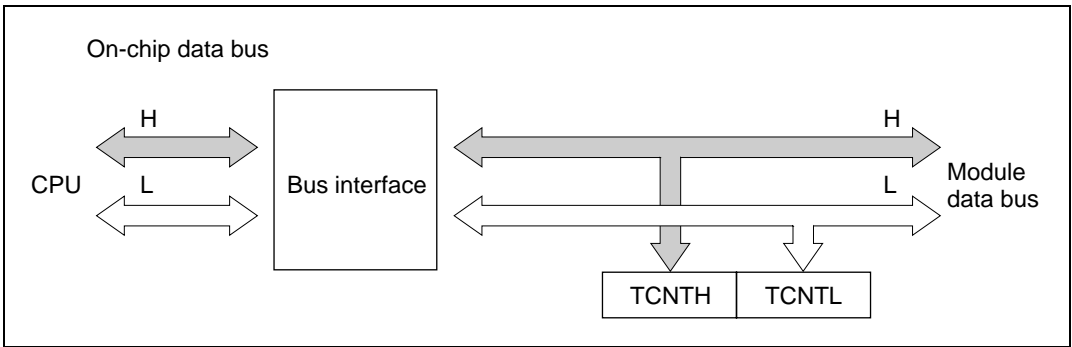 On-chip data bus
H
H
CPU
L
Bus interface
L
Module
data bus
TCNTH
TCNTL